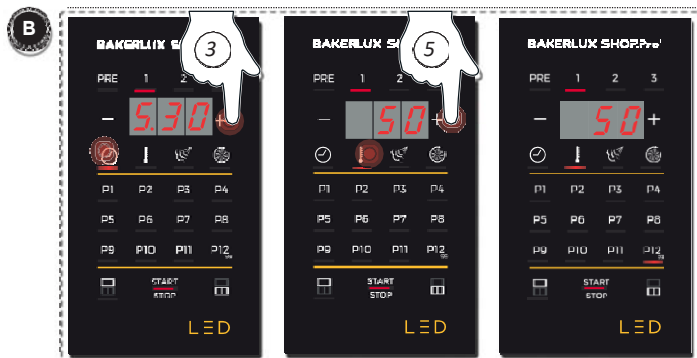 B
BAKERLUX S
3
PRE 1 2
- 5.30 +
P1 P2 P3 P4
P5 P6 P7 P8
P9 P10 P11 P12
START
STOP
LED
BAKERLUX S
5
PRE 1 2
- 50 +
P1 P2 P3 P4
P5 P6 P7 P8
P9 P10 P11 P12
START
STOP
LED
BAKERLUX SHOP.Pro
PRE 1 2 3
- 50 +
P1 P2 P3 P4
P5 P6 P7 P8
P9 P10 P11 P12
START
STOP
LED